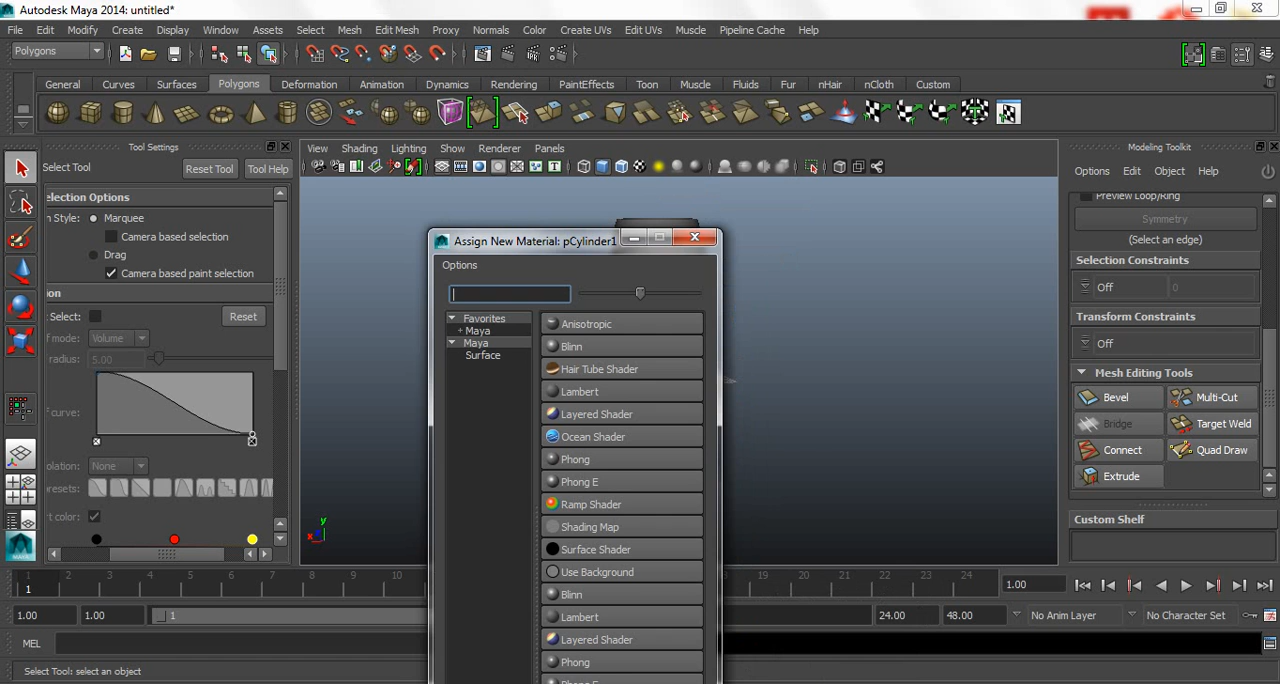 Autodesk Maya 2014: untitled*
File Edit Modify Create Display Window Assets Select Mesh Edit Mesh Proxy Normals Color Create UVs Edit UVs Muscle Pipeline Cache Help
Polygons
General Curves Surfaces Polygons Deformation Animation Dynamics Rendering PaintEffects Toon Muscle Fluids Fur nHair nCloth Custom
Tool Settings
Select Tool Reset Tool Tool Help
election Options
n Style: Marquee
Camera based selection
Drag
Camera based paint selection
ion
Select: Reset
f mode: Volume
radius: 5.00
f curve:
olation: None
resets:
rt color:
View Shading Lighting Show Renderer Panels
y
x
Assign New Material: pCylinder1
Options
Favorites
+ Maya
Maya
Surface
Anisotropic
Blinn
Hair Tube Shader
Lambert
Layered Shader
Ocean Shader
Phong
Phong E
Ramp Shader
Shading Map
Surface Shader
Use Background
Blinn
Lambert
Layered Shader
Phong
Phong E
Modeling Toolkit
Options Edit Object Help
Preview Loop/Ring
Symmetry
(Select an edge)
Selection Constraints
Off 0
Transform Constraints
Off
Mesh Editing Tools
Bevel Multi-Cut
Bridge Target Weld
Connect Quad Draw
Extrude
Custom Shelf
1 2 3 4 5 6 7 8 9 10 19 20 21 22 23 24
1 1.00
1.00 1.00 1 24.00 48.00 No Anim Layer No Character Set
MEL
MAYA
Select Tool: select an object